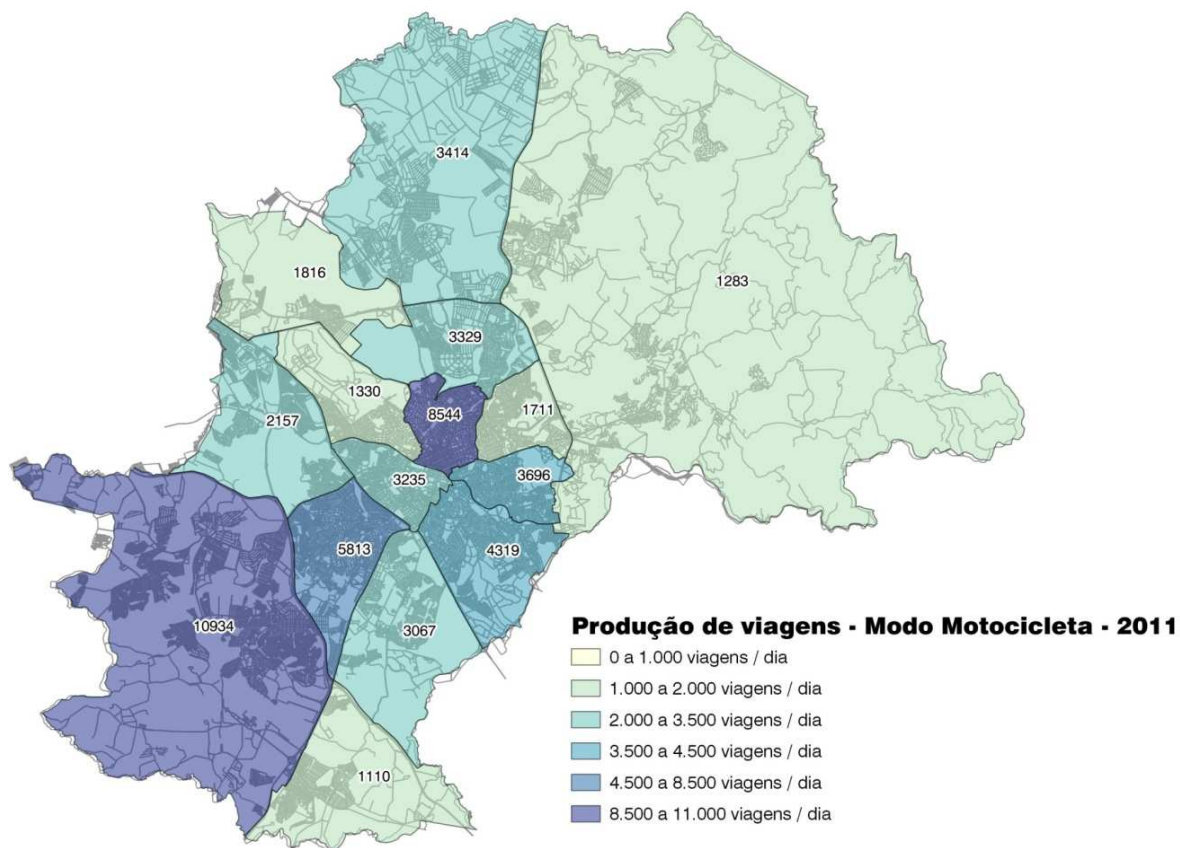 3414
1816
1283
3329
1330
8544
1711
2157
3235
3696
5813
4319
10934
3067
1110
Produção de viagens - Modo Motocicleta - 2011
0 a 1.000 viagens / dia
1.000 a 2.000 viagens / dia
2.000 a 3.500 viagens / dia
3.500 a 4.500 viagens / dia
4.500 a 8.500 viagens / dia
8.500 a 11.000 viagens / dia